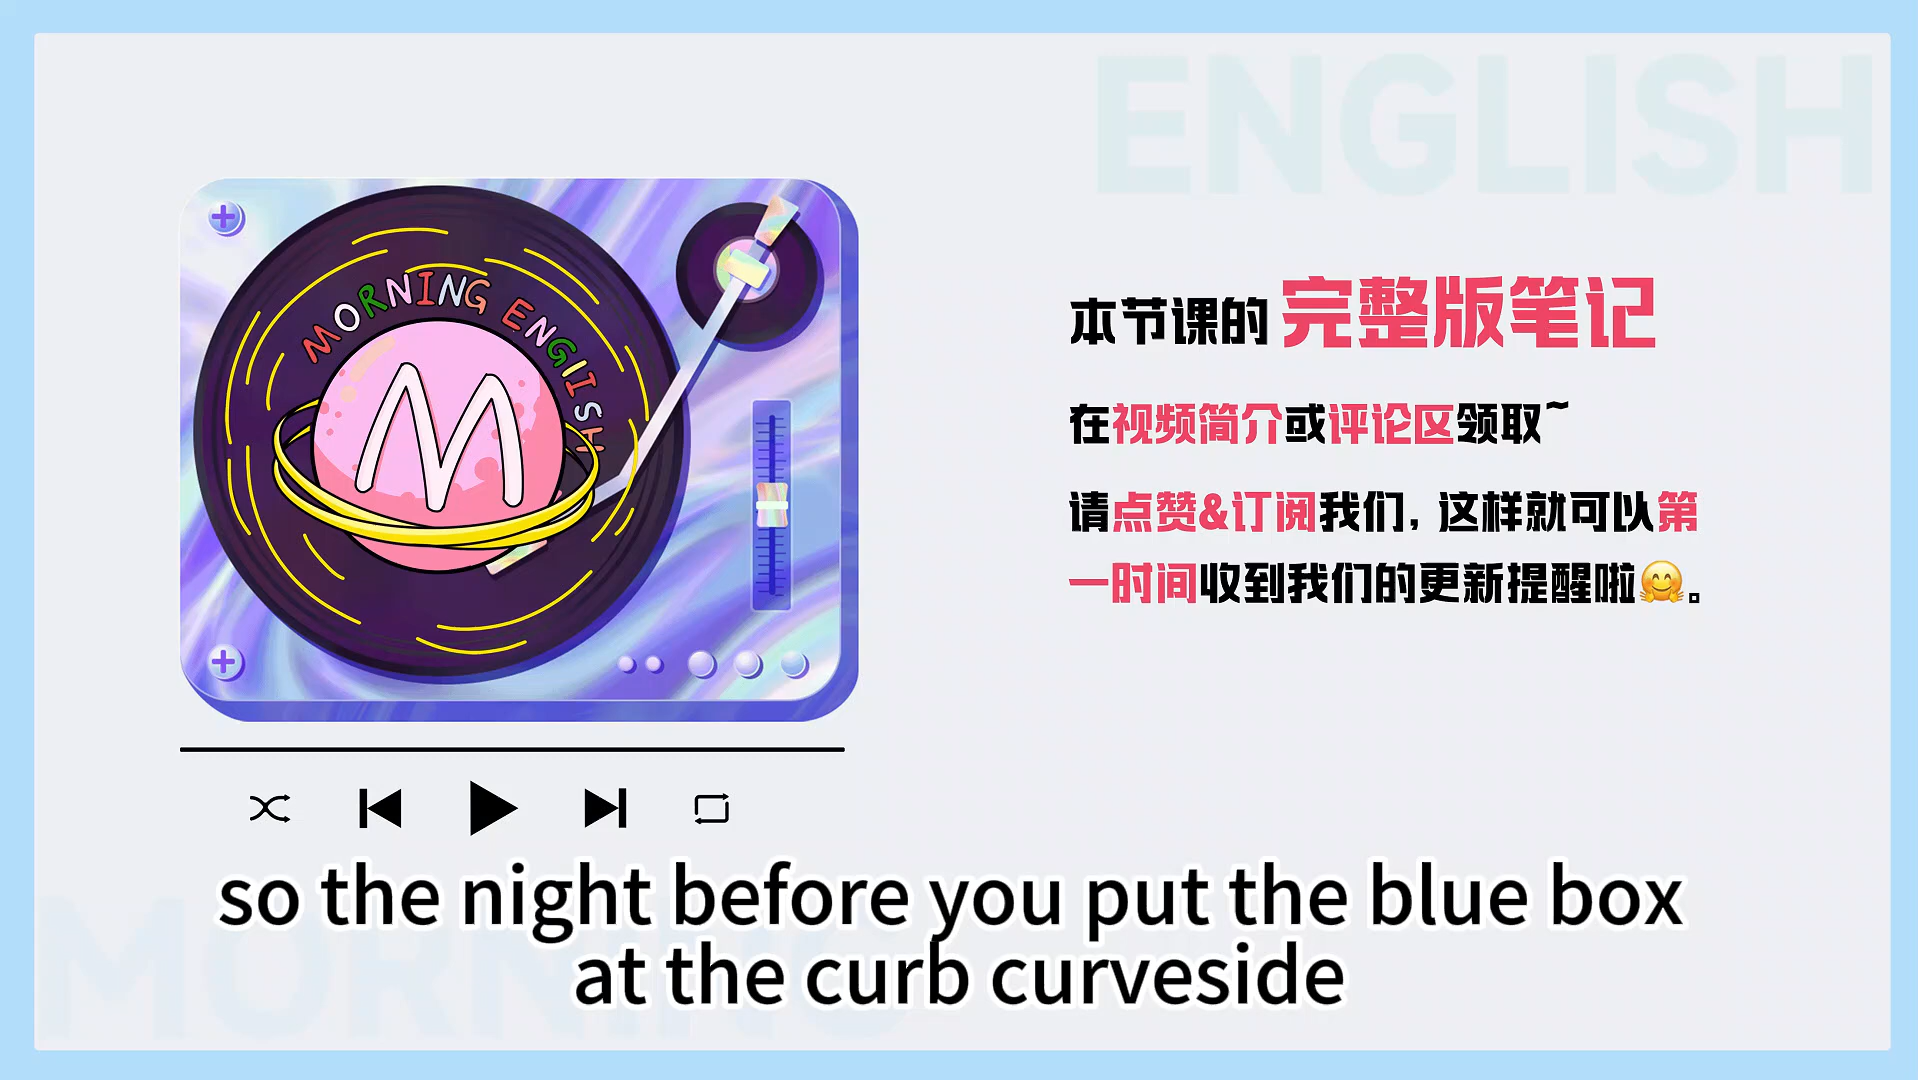 ENGLISH
MORNING ENGLISH
M
本节课的 完整版笔记
在视频简介或评论区领取~
请点赞&订阅我们，这样就可以第
一时间收到我们的更新提醒啦🤗。
MORNING
so the night before you put the blue box
at the curb curveside